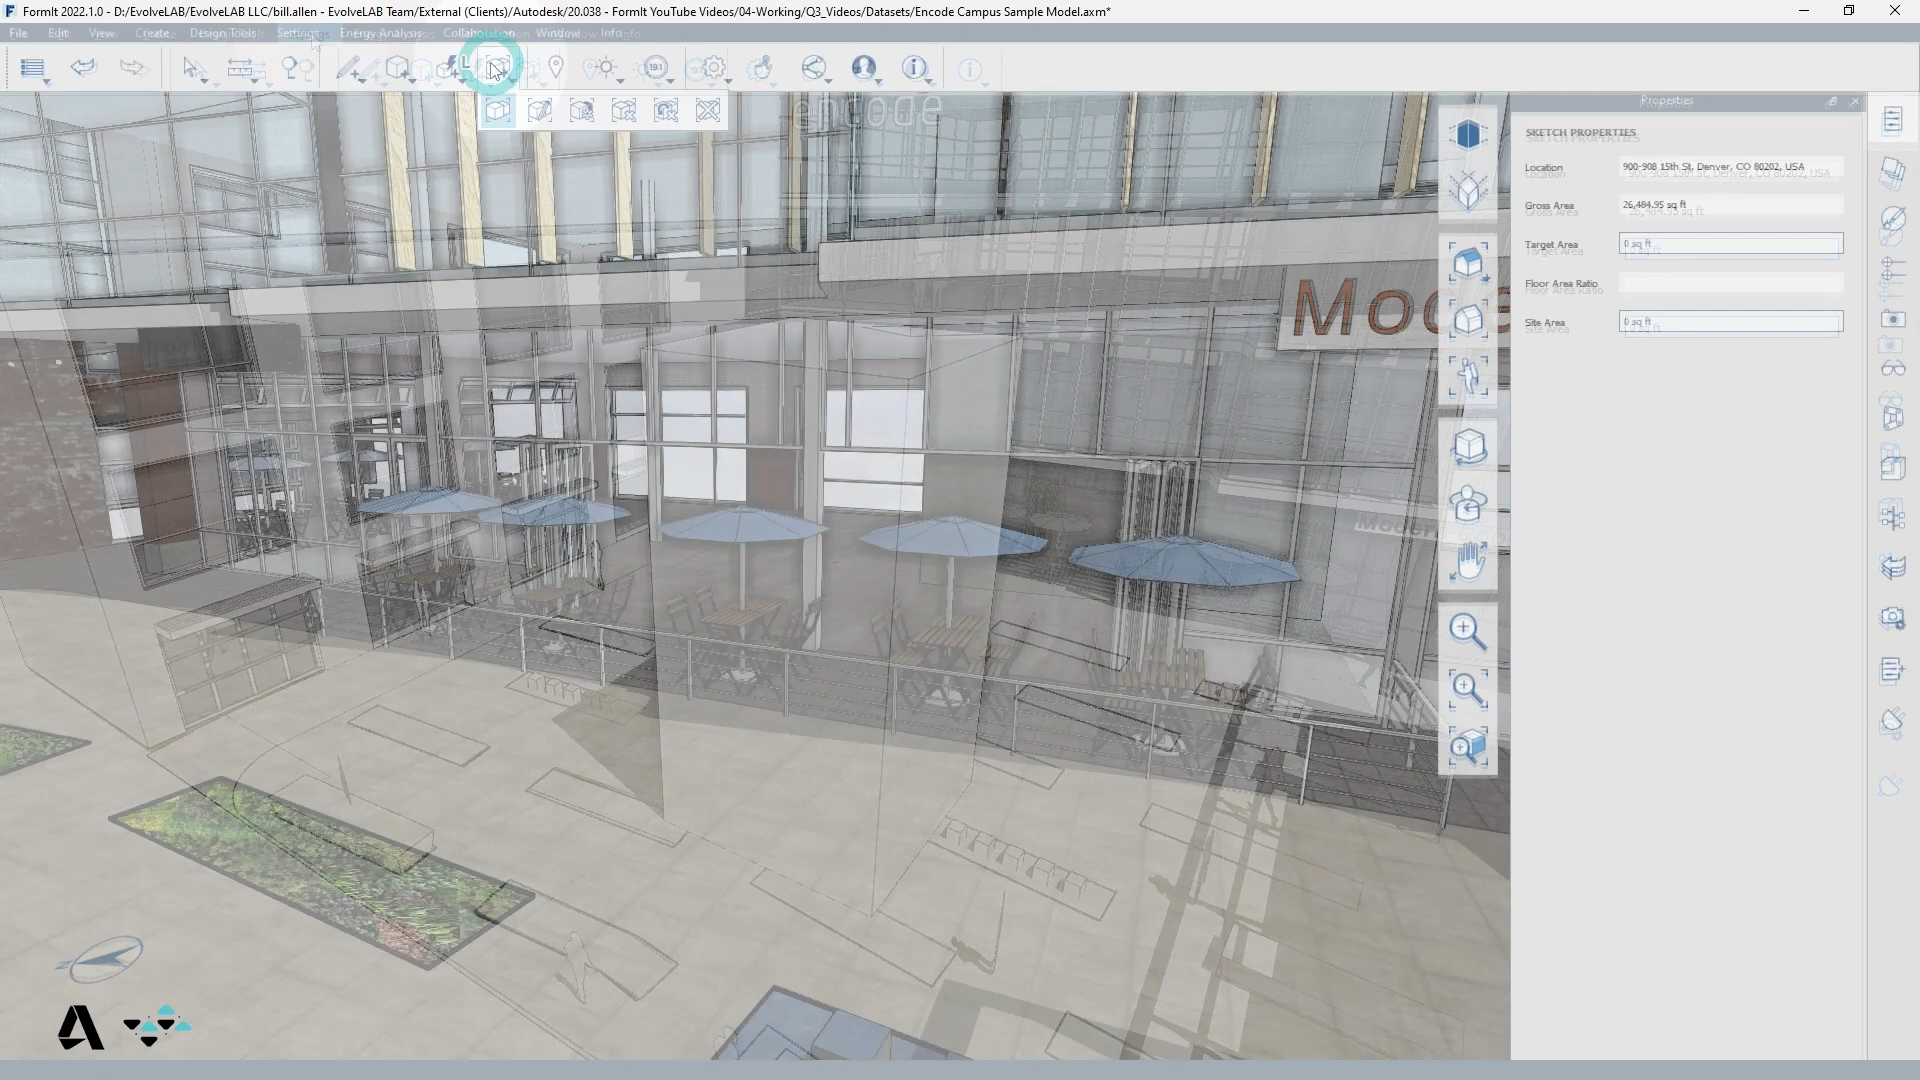 FormIt 2022.1.0 - D:/EvolveLAB/EvolveLAB LLC/bill.allen - EvolveLAB Team/External (Clients)/Autodesk/20.038 - FormIt YouTube Videos/04-Working/Q3_Videos/Datasets/Encode Campus Sample Model.axm*
File Edit View Create Design Tools Settings Energy Analysis Collaboration Window Info
encode
Properties
SKETCH PROPERTIES
Location 900-908 15th St, Denver, CO 80202, USA
Gross Area 26,484.95 sq ft
Target Area 0 sq ft
Floor Area Ratio
Site Area 0 sq ft
Mode
Modern